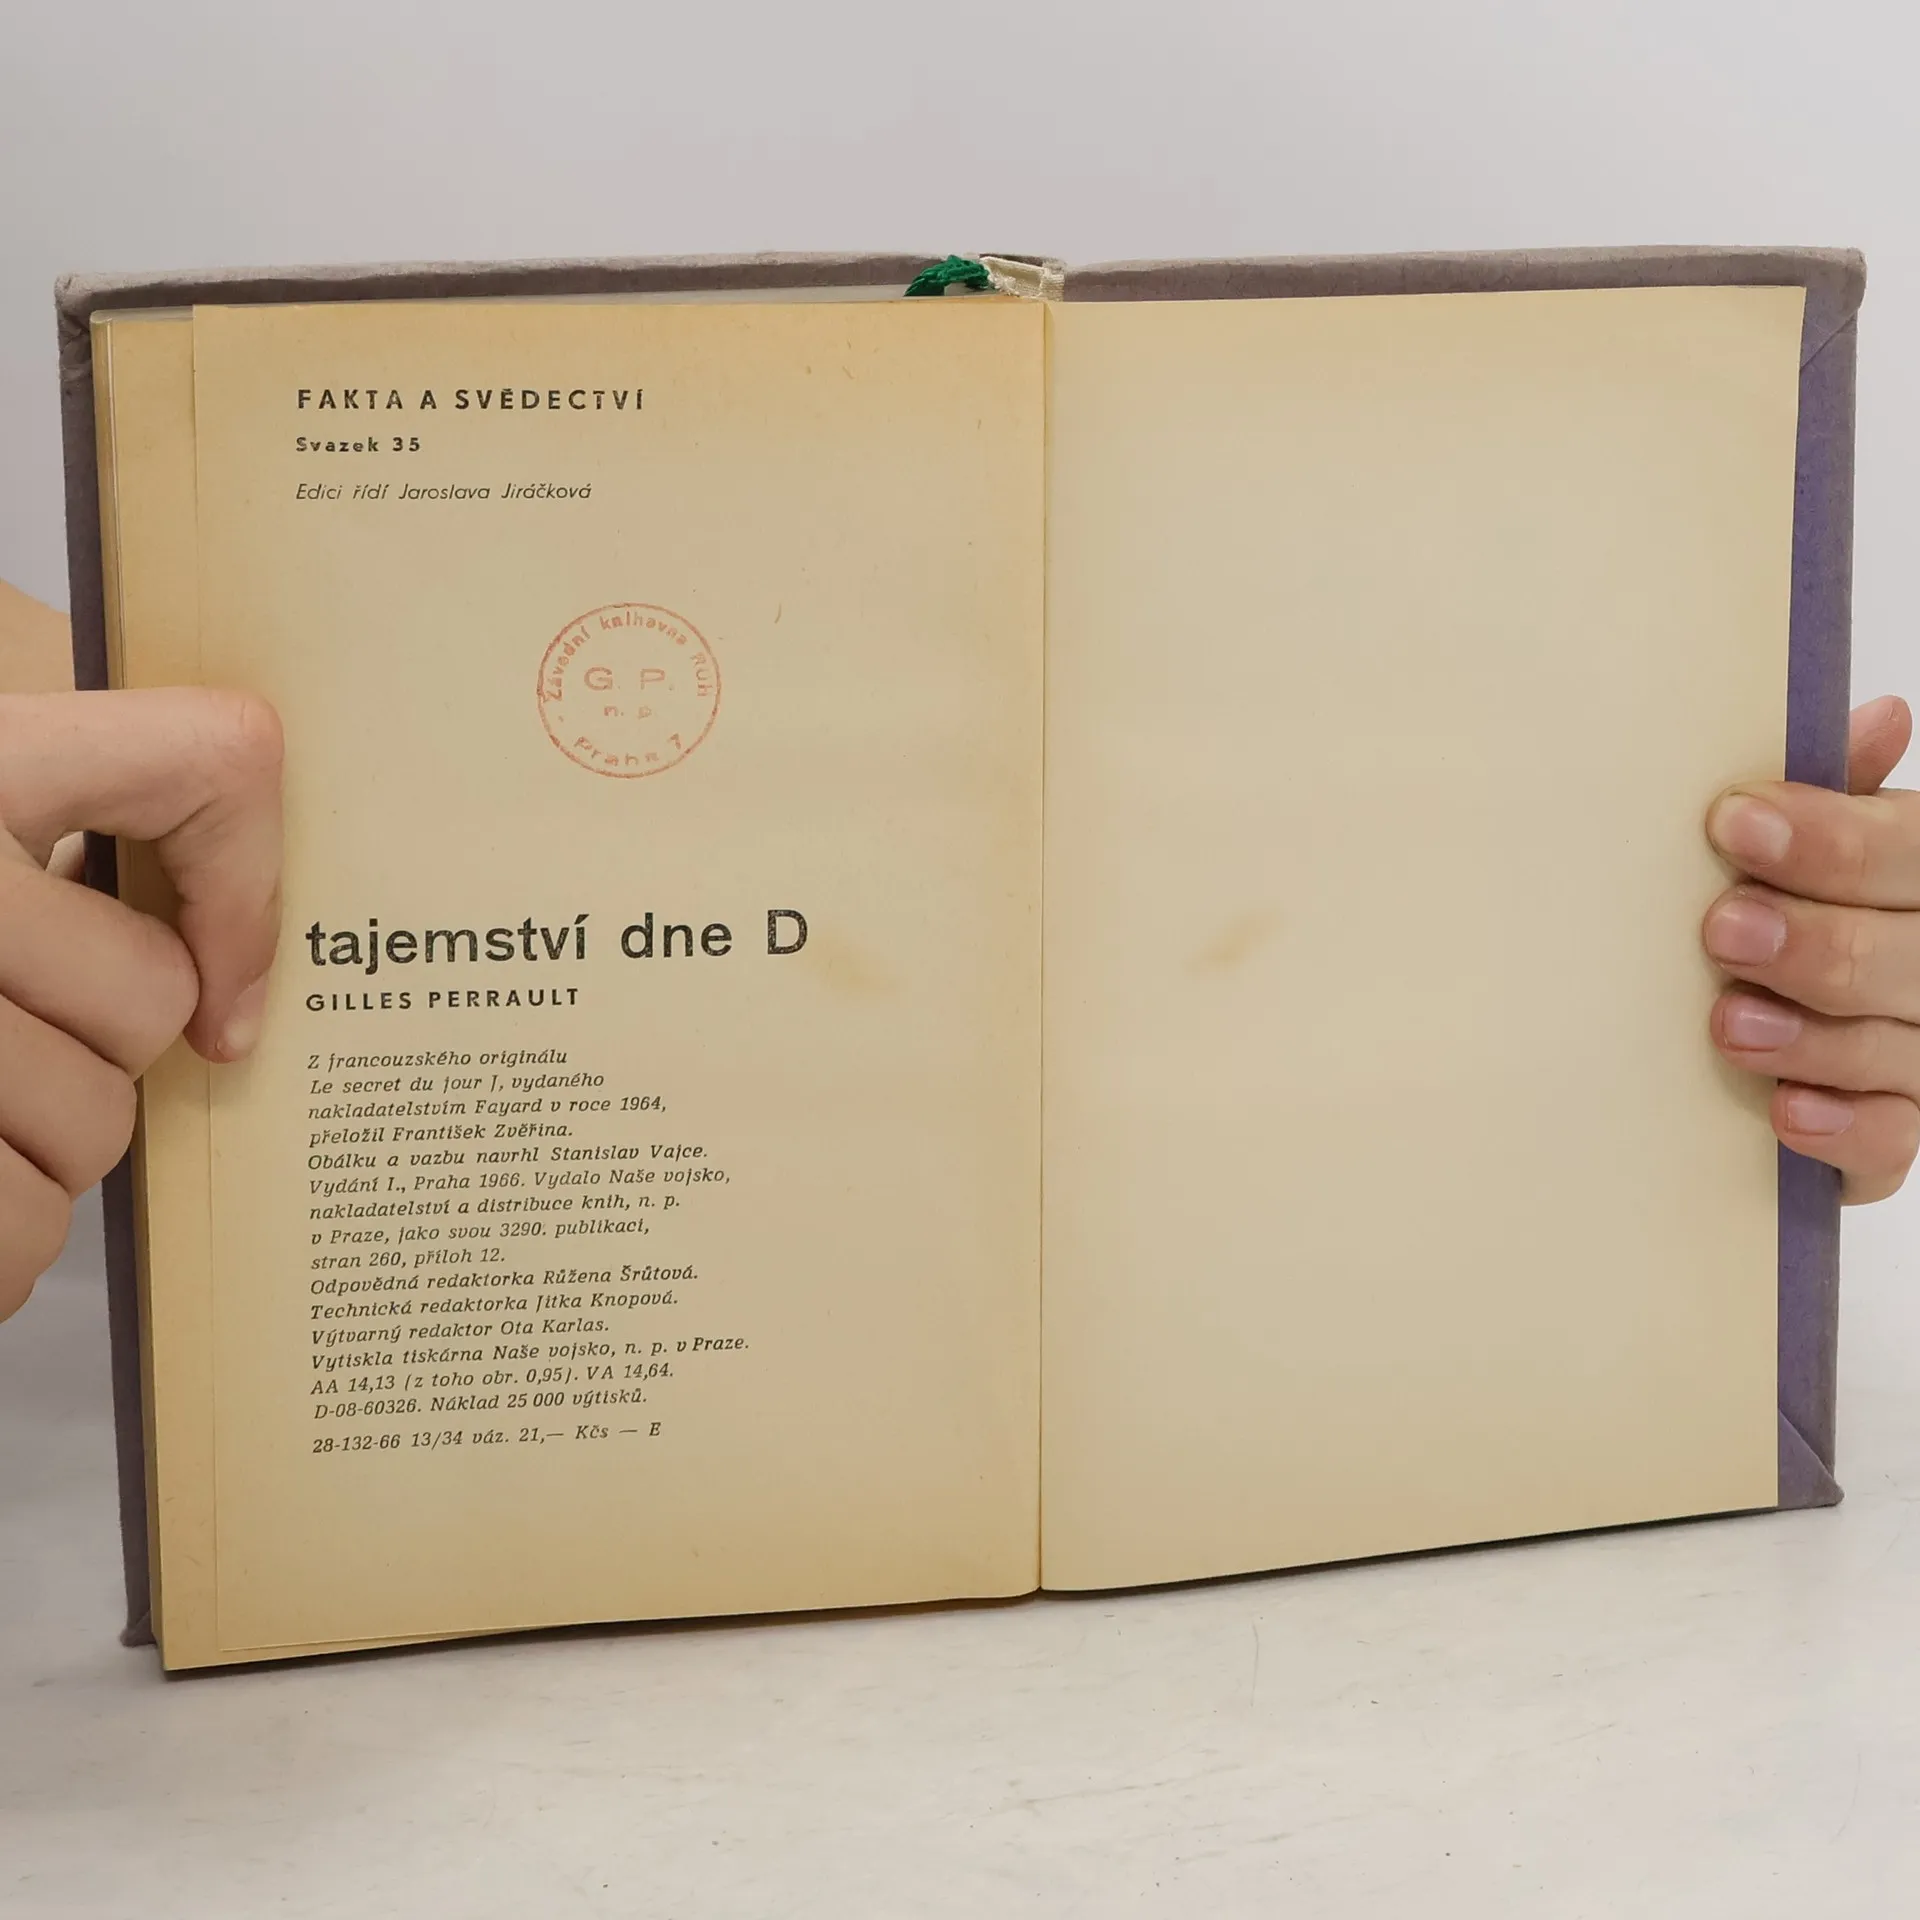 FAKTA A SVĚDECTVÍ
Svazek 35
Edici řídí Jaroslava Jiráčková
Závodní knihovna RUH
G. P.
n. p.
Praha 7
tajemství dne D
GILLES PERRAULT
Z francouzského originálu
Le secret du jour J, vydaného
nakladatelstvím Fayard v roce 1964,
přeložil František Zvěřina.
Obálku a vazbu navrhl Stanislav Vajce.
Vydání I., Praha 1966. Vydalo Naše vojsko,
nakladatelství a distribuce knih, n. p.
v Praze, jako svou 3290. publikaci,
stran 260, příloh 12.
Odpovědná redaktorka Růžena Šrůtová.
Technická redaktorka Jitka Knopová.
Výtvarný redaktor Ota Karlas.
Vytiskla tiskárna Naše vojsko, n. p. v Praze.
AA 14,13 (z toho obr. 0,95). VA 14,64.
D-08-60326. Náklad 25 000 výtisků.
28-132-66 13/34 váz. 21,— Kčs — E